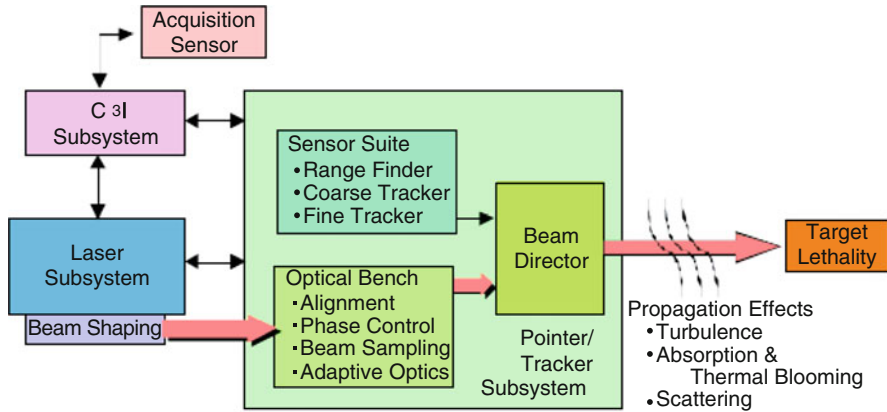 Acquisition
Sensor
C 3I
Subsystem
Sensor Suite
•Range Finder
•Coarse Tracker
•Fine Tracker
Laser
Subsystem
Beam
Director
Target
Lethality
Optical Bench
·Alignment
·Phase Control
·Beam Sampling
·Adaptive Optics
Beam Shaping
Pointer/
Tracker
Subsystem
Propagation Effects
•Turbulence
•Absorption &
Thermal Blooming
•Scattering